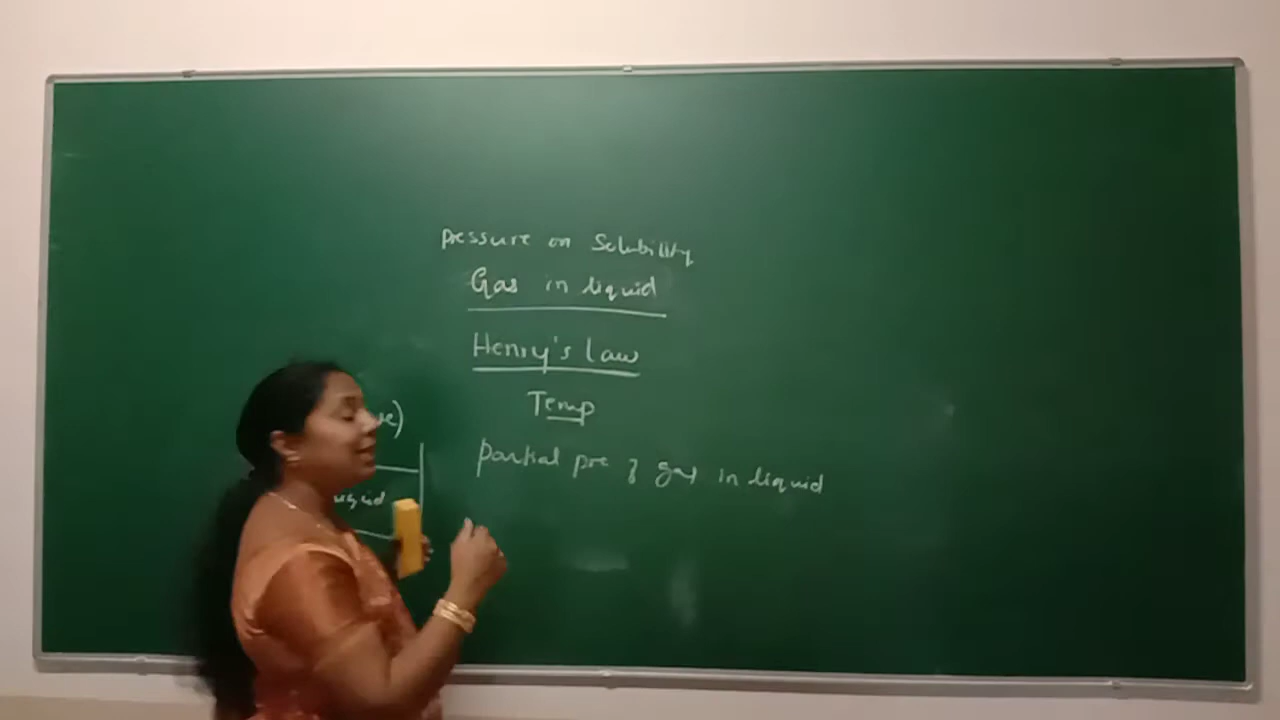 Pressure on Solubility
Gas in liquid
Henry's law
Temp
Partial pre of gas in liquid